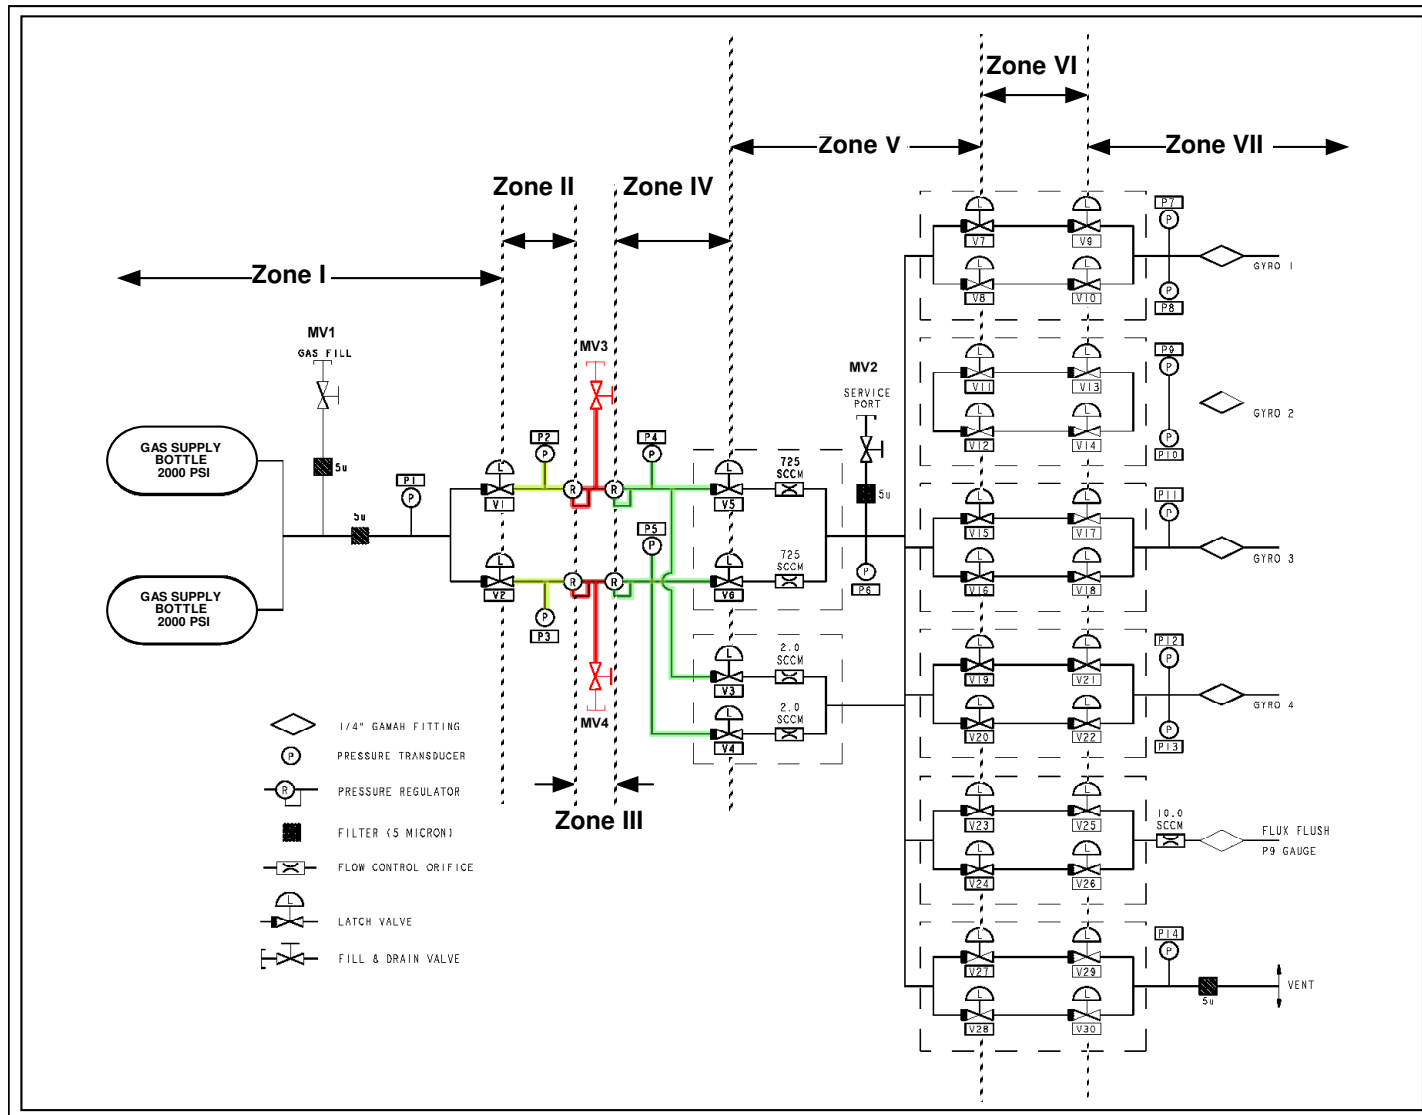 Zone VI
Zone V
Zone VII
Zone II
Zone IV
Zone I
MV1
GAS FILL
MV3
MV2
SERVICE
PORT
GAS SUPPLY
BOTTLE
2000 PSI
GAS SUPPLY
BOTTLE
2000 PSI
5u
5u
P1
L
V1
L
V2
P2
P
P3
P
R
R
R
R
P4
P
P5
P
MV4
Zone III
L
V5
725
SCCM
L
V6
725
SCCM
L
V3
2.0
SCCM
L
V4
2.0
SCCM
5u
P
P6
L
V7
L
V9
L
V8
L
V10
P7
P
P
P8
GYRO 1
L
V11
L
V13
L
V12
L
V14
P9
P
P
P10
GYRO 2
L
V15
L
V17
L
V16
L
V18
P11
P
GYRO 3
L
V19
L
V21
L
V20
L
V22
P12
P
P
P13
GYRO 4
L
V23
L
V25
L
V24
L
V26
10.0
SCCM
FLUX FLUSH
P9 GAUGE
L
V27
L
V29
L
V28
L
V30
P14
P
5u
VENT
1/4" GAMAH FITTING
P
PRESSURE TRANSDUCER
R
PRESSURE REGULATOR
FILTER (5 MICRON)
FLOW CONTROL ORIFICE
L
LATCH VALVE
FILL & DRAIN VALVE